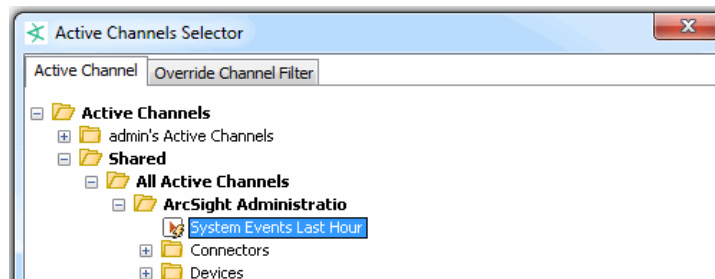 Active Channels Selector
Active Channel Override Channel Filter
Active Channels
admin's Active Channels
Shared
All Active Channels
ArcSight Administratio
System Events Last Hour
Connectors
Devices